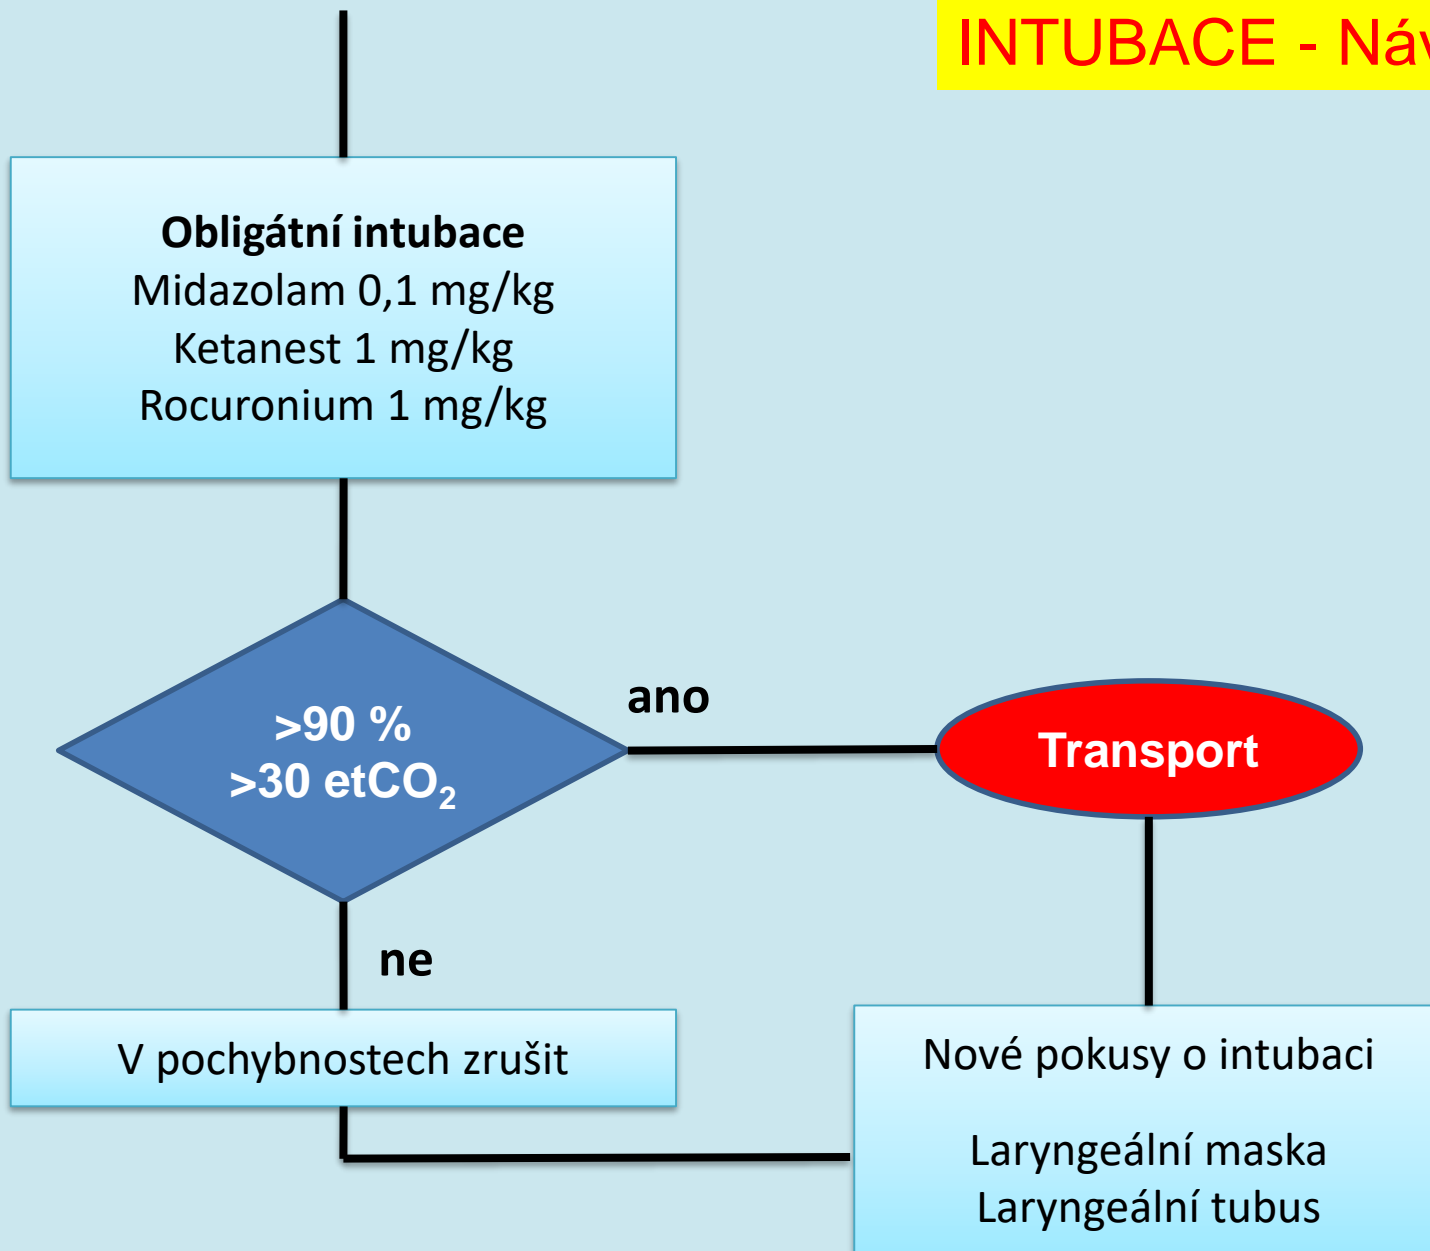 INTUBACE - Náv
Obligátní intubace
Midazolam 0,1 mg/kg
Ketanest 1 mg/kg
Rocuronium 1 mg/kg
>90 %
>30 etCO₂
ano
Transport
ne
V pochybnostech zrušit
Nové pokusy o intubaci
Laryngeální maska
Laryngeální tubus